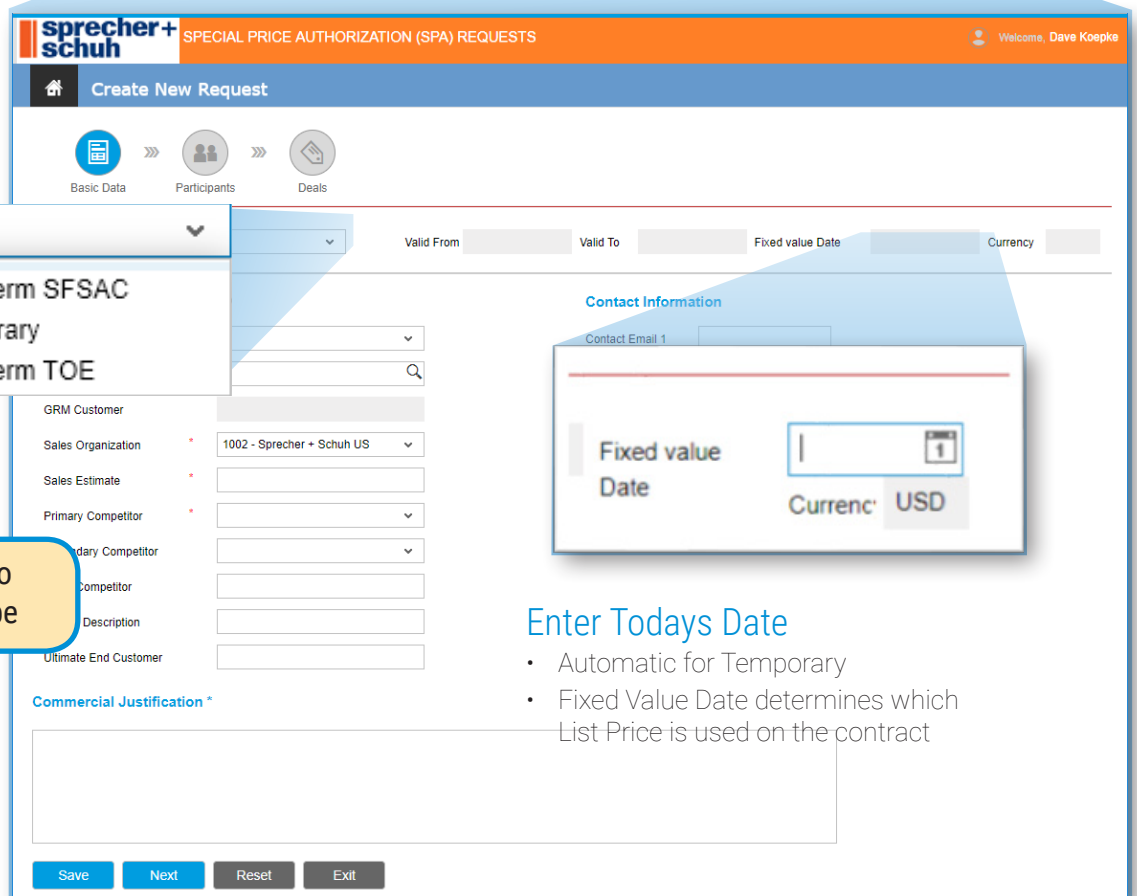 sprecher+
schuh
SPECIAL PRICE AUTHORIZATION (SPA) REQUESTS
Welcome, Dave Koepke
Create New Request
Basic Data
Participants
Deals
Valid From
Valid To
Fixed value Date
Currency
erm SFSAC
rary
erm TOE
Contact Information
Contact Email 1
GRM Customer
Sales Organization *
1002 - Sprecher + Schuh US
Sales Estimate *
Primary Competitor *
dary Competitor
Competitor
Description
Ultimate End Customer
o
pe
Fixed value
Date
1
Currenc
USD
Enter Todays Date
• Automatic for Temporary
• Fixed Value Date determines which
List Price is used on the contract
Commercial Justification *
Save
Next
Reset
Exit